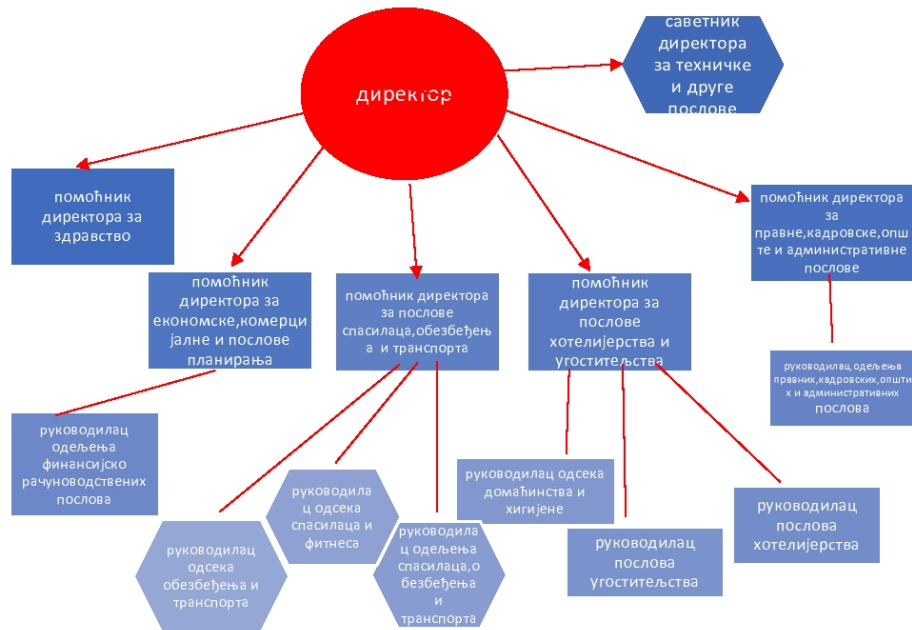 саветник
директора
за техничке
и друге
послове
директор
помоћник
директора за
здравство
помоћник директора
за
правне,кадровске,опш
те и административне
послове
помоћник
директора за
економске,комерци
јалне и послове
планирања
помоћник директора
за послове
спасилаца,обезбеђењ
а и транспорта
помоћник
директора за
послове
хотелијерства и
угоститељства
руководилац одељења
правних,кадровских,општи
х и административних
послова
руководилац
одељења
финансијско
рачуноводствених
послова
руководила
ц одсека
спасилаца и
фитнеса
руководилац одсека
домаћинства и
хигијене
руководилац
послова
хотелијерства
руководилац
одсека
обезбеђења и
транспорта
руководила
ц одељења
спасилаца,о
безбеђења
и
транспорта
руководилац
послова
угоститељства